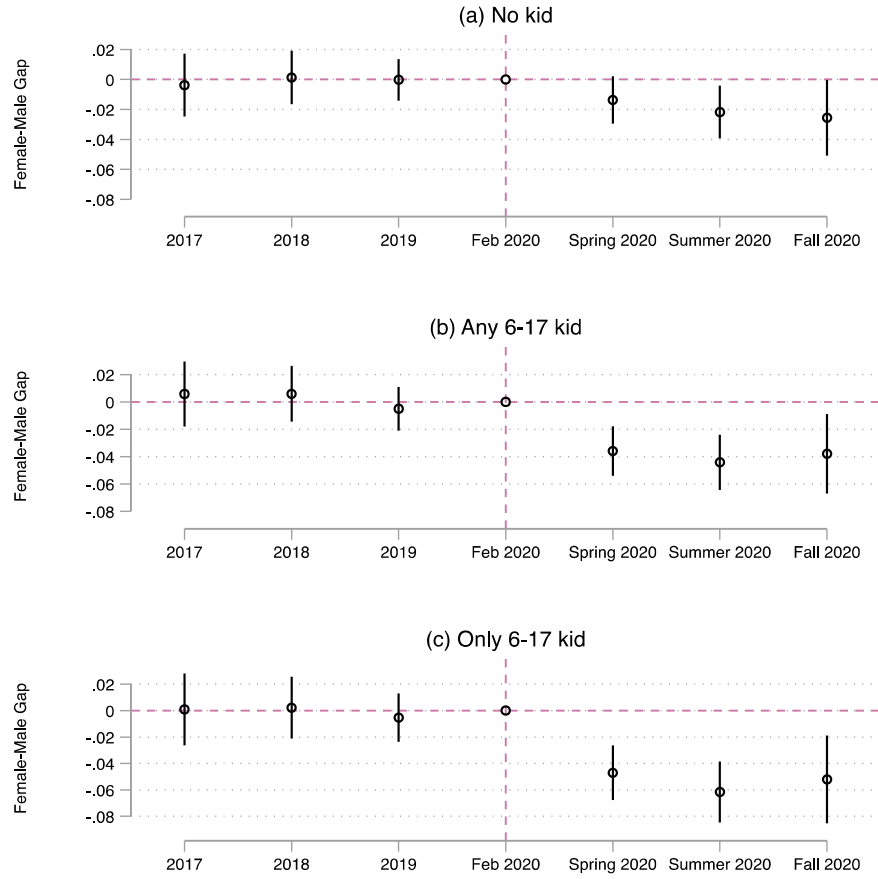 (a) No kid
Female-Male Gap
.02
0
-.02
-.04
-.06
-.08
2017 2018 2019 Feb 2020 Spring 2020 Summer 2020 Fall 2020
(b) Any 6-17 kid
Female-Male Gap
.02
0
-.02
-.04
-.06
-.08
2017 2018 2019 Feb 2020 Spring 2020 Summer 2020 Fall 2020
(c) Only 6-17 kid
Female-Male Gap
.02
0
-.02
-.04
-.06
-.08
2017 2018 2019 Feb 2020 Spring 2020 Summer 2020 Fall 2020